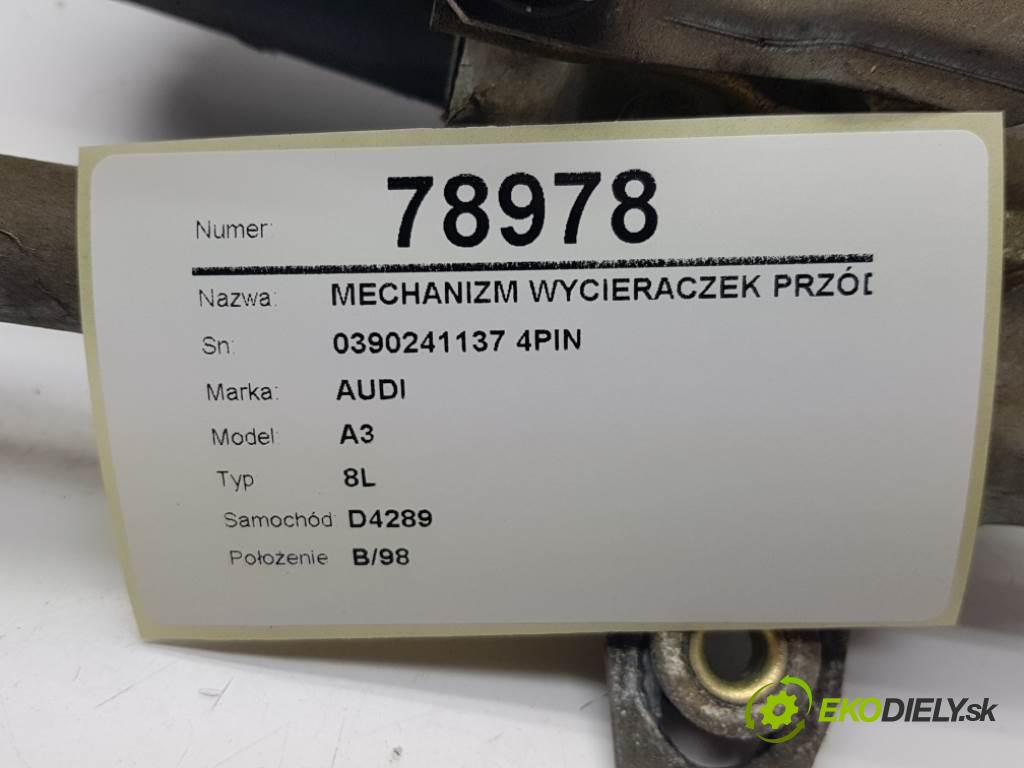 Numer: 78978
Nazwa: MECHANIZM WYCIERACZEK PRZÓD
Sn: 0390241137 4PIN
Marka: AUDI
Model: A3
Typ 8L
Samochód: D4289
Położenie B/98
EKODIELY.sk